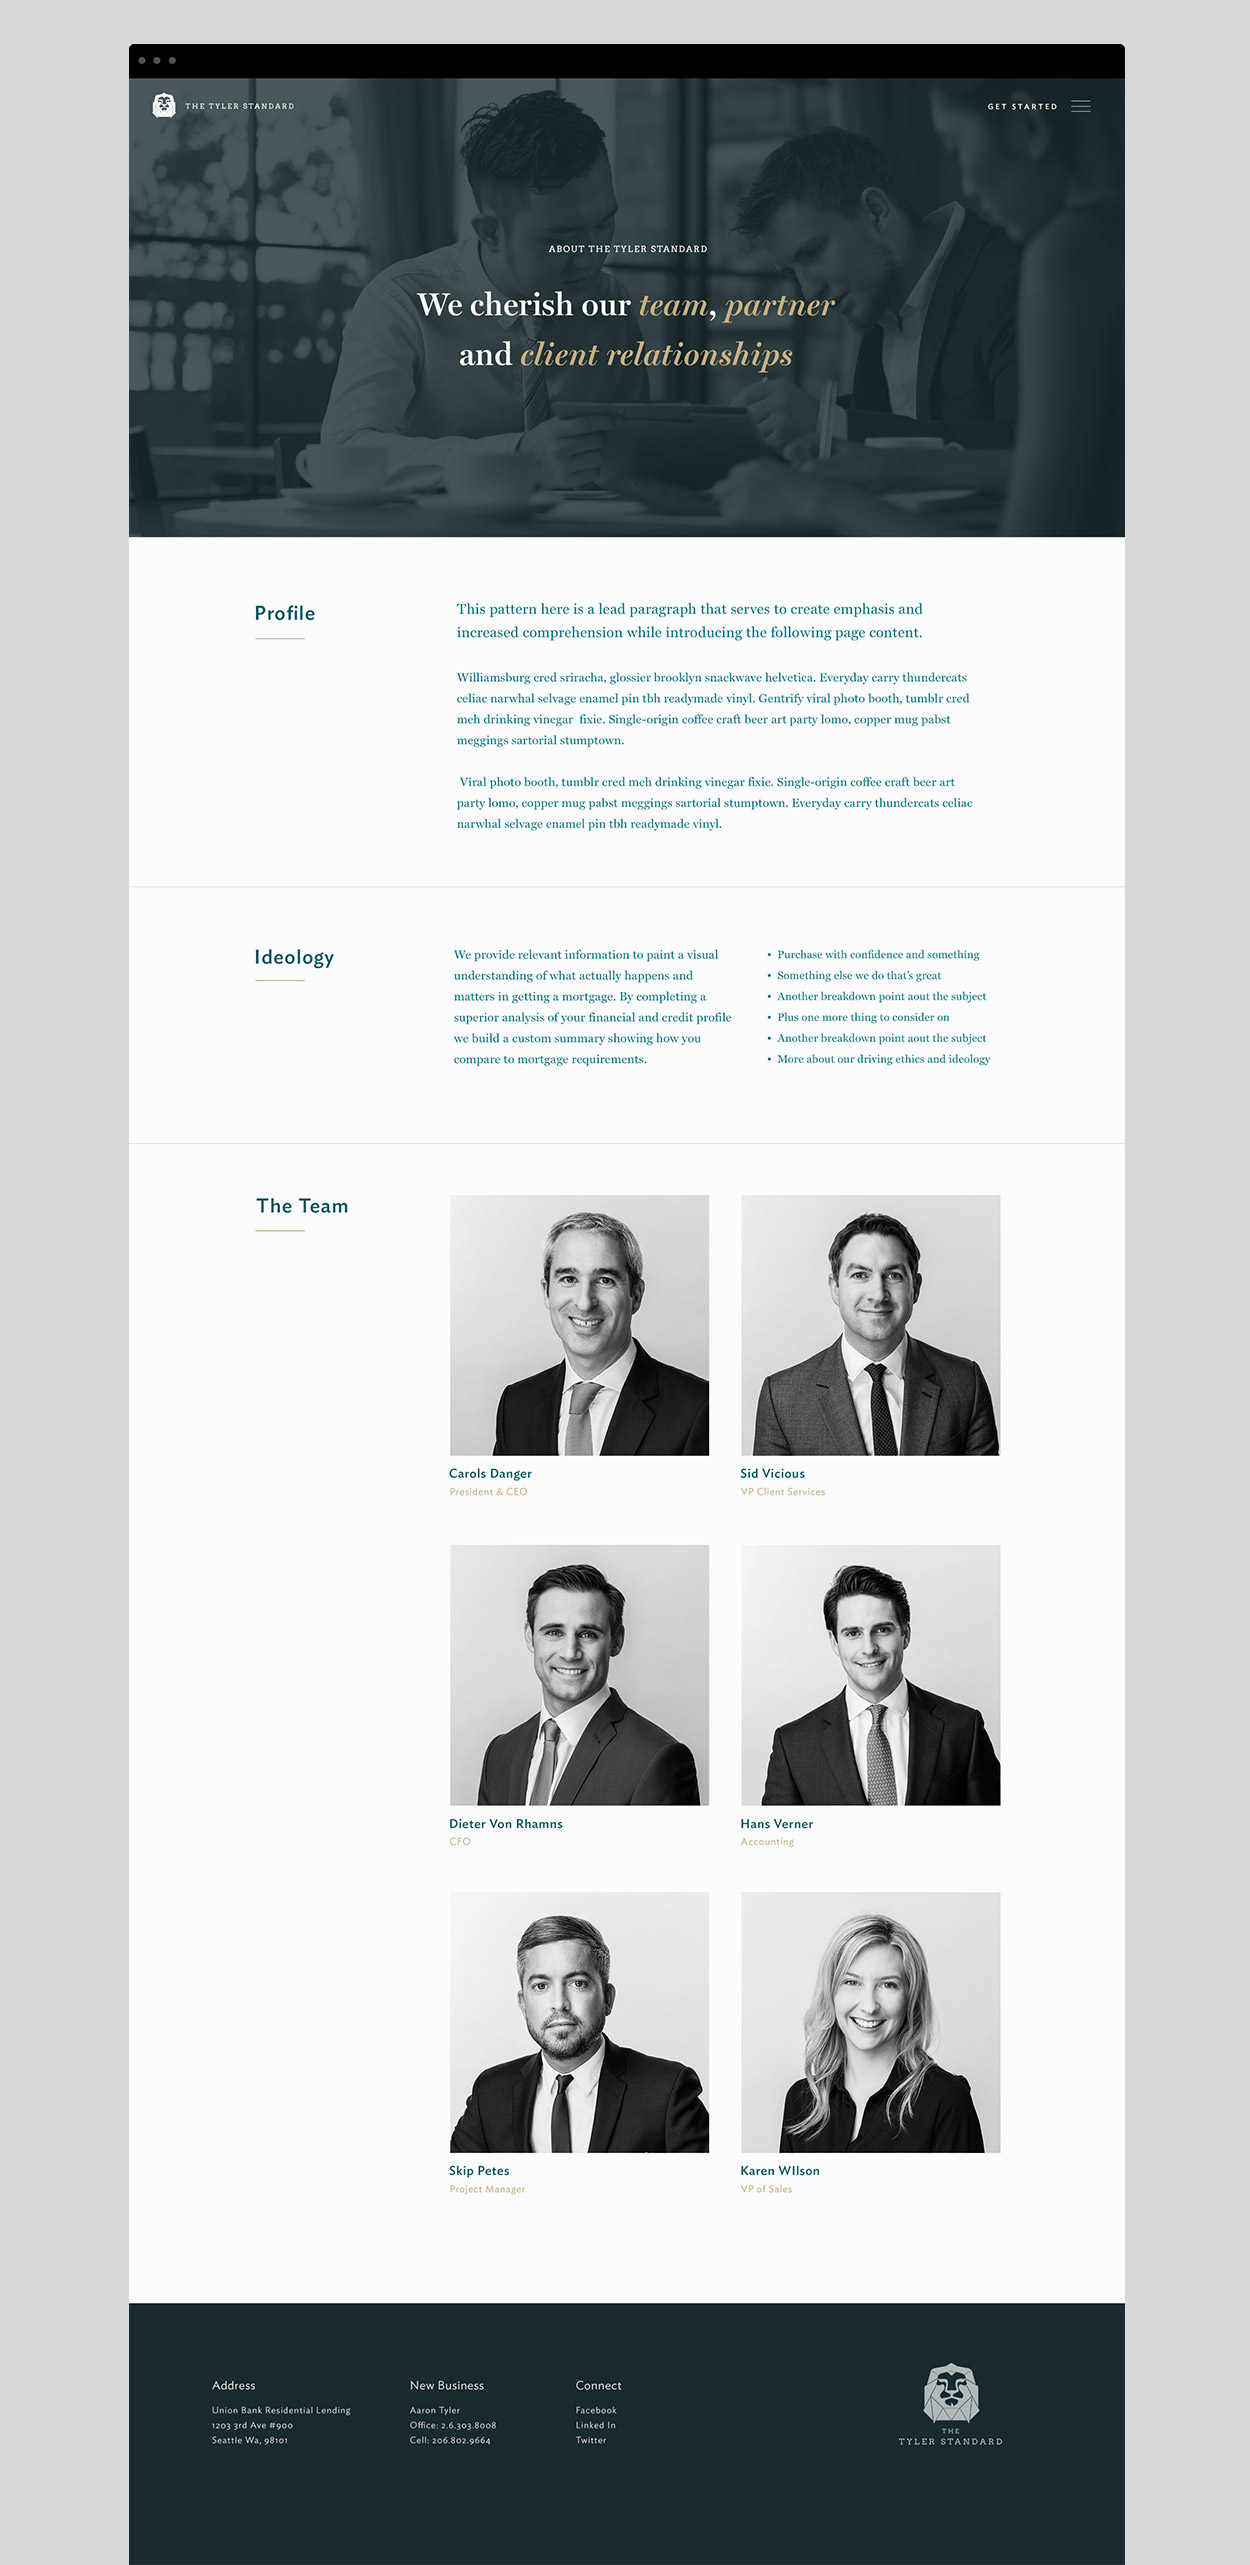 THE TYLER STANDARD
GET STARTED
ABOUT THE TYLER STANDARD
We cherish our team, partner
and client relationships
Profile
This pattern here is a lead paragraph that serves to create emphasis and
increased comprehension while introducing the following page content.
Williamsburg cred sriracha, glossier brooklyn snackwave helvetica. Everyday carry thundercats
celiac narwhal selvage enamel pin tbh readymade vinyl. Gentrify viral photo booth, tumblr cred
meh drinking vinegar  fixie. Single-origin coffee craft beer art party lomo, copper mug pabst
meggings sartorial stumptown.
Viral photo booth, tumblr cred meh drinking vinegar fixie. Single-origin coffee craft beer art
party lomo, copper mug pabst meggings sartorial stumptown. Everyday carry thundercats celiac
narwhal selvage enamel pin tbh readymade vinyl.
Ideology
We provide relevant information to paint a visual
understanding of what actually happens and
matters in getting a mortgage. By completing a
superior analysis of your financial and credit profile
we build a custom summary showing how you
compare to mortgage requirements.
• Purchase with confidence and something
• Something else we do that's great
• Another breakdown point aout the subject
• Plus one more thing to consider on
• Another breakdown point aout the subject
• More about our driving ethics and ideology
The Team
Carols Danger
President & CEO
Sid Vicious
VP Client Services
Dieter Von Rhamns
CFO
Hans Verner
Accounting
Skip Petes
Project Manager
Karen WIlson
VP of Sales
Address
Union Bank Residential Lending
1203 3rd Ave #900
Seattle Wa, 98101
New Business
Aaron Tyler
Office: 2.6.303.8008
Cell: 206.802.9664
Connect
Facebook
Linked In
Twitter
THE
TYLER STANDARD